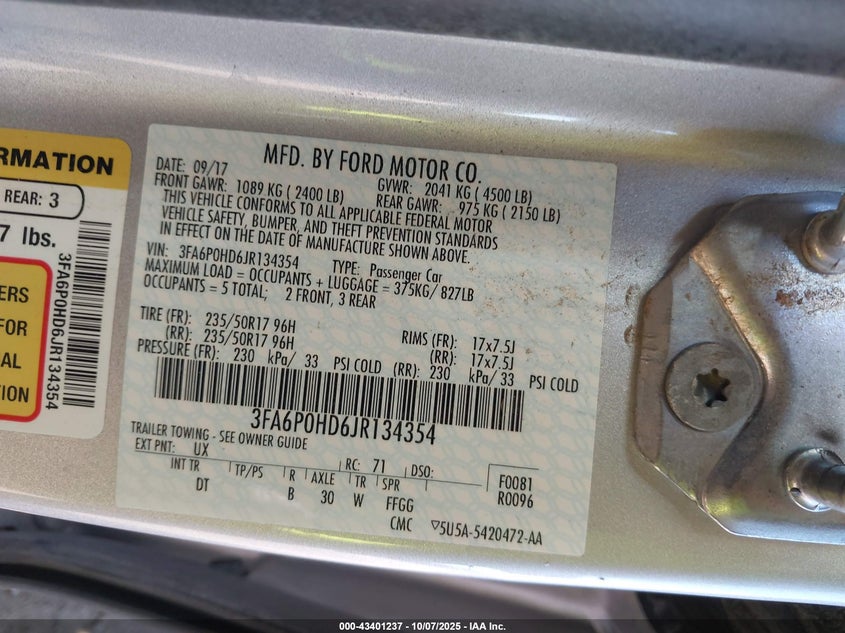 RMATION
REAR: 3
7 lbs.
3FA6P0HD6JR134354
ERS
FOR
AL
TION
MFD. BY FORD MOTOR CO.
DATE: 09/17 GVWR: 2041 KG ( 4500 LB)
FRONT GAWR: 1089 KG ( 2400 LB) REAR GAWR: 975 KG ( 2150 LB)
THIS VEHICLE CONFORMS TO ALL APPLICABLE FEDERAL MOTOR
VEHICLE SAFETY, BUMPER, AND THEFT PREVENTION STANDARDS
IN EFFECT ON THE DATE OF MANUFACTURE SHOWN ABOVE.
VIN: 3FA6P0HD6JR134354 TYPE: Passenger Car
MAXIMUM LOAD = OCCUPANTS + LUGGAGE = 375KG/ 827LB
OCCUPANTS = 5 TOTAL; 2 FRONT, 3 REAR
TIRE (FR): 235/50R17 96H RIMS (FR): 17x7.5J
(RR): 235/50R17 96H (RR): 17x7.5J
PRESSURE (FR): 230 kPa/ 33 PSI COLD (RR): 230 kPa/ 33 PSI COLD
3FA6P0HD6JR134354
TRAILER TOWING - SEE OWNER GUIDE
EXT PNT: UX RC: 71 DSO: F0081
INT TR TP/PS R AXLE TR SPR R0096
DT B 30 W FFGG
CMC ▽5U5A-5420472-AA
000-43401237 - 10/07/2025 - IAA Inc.